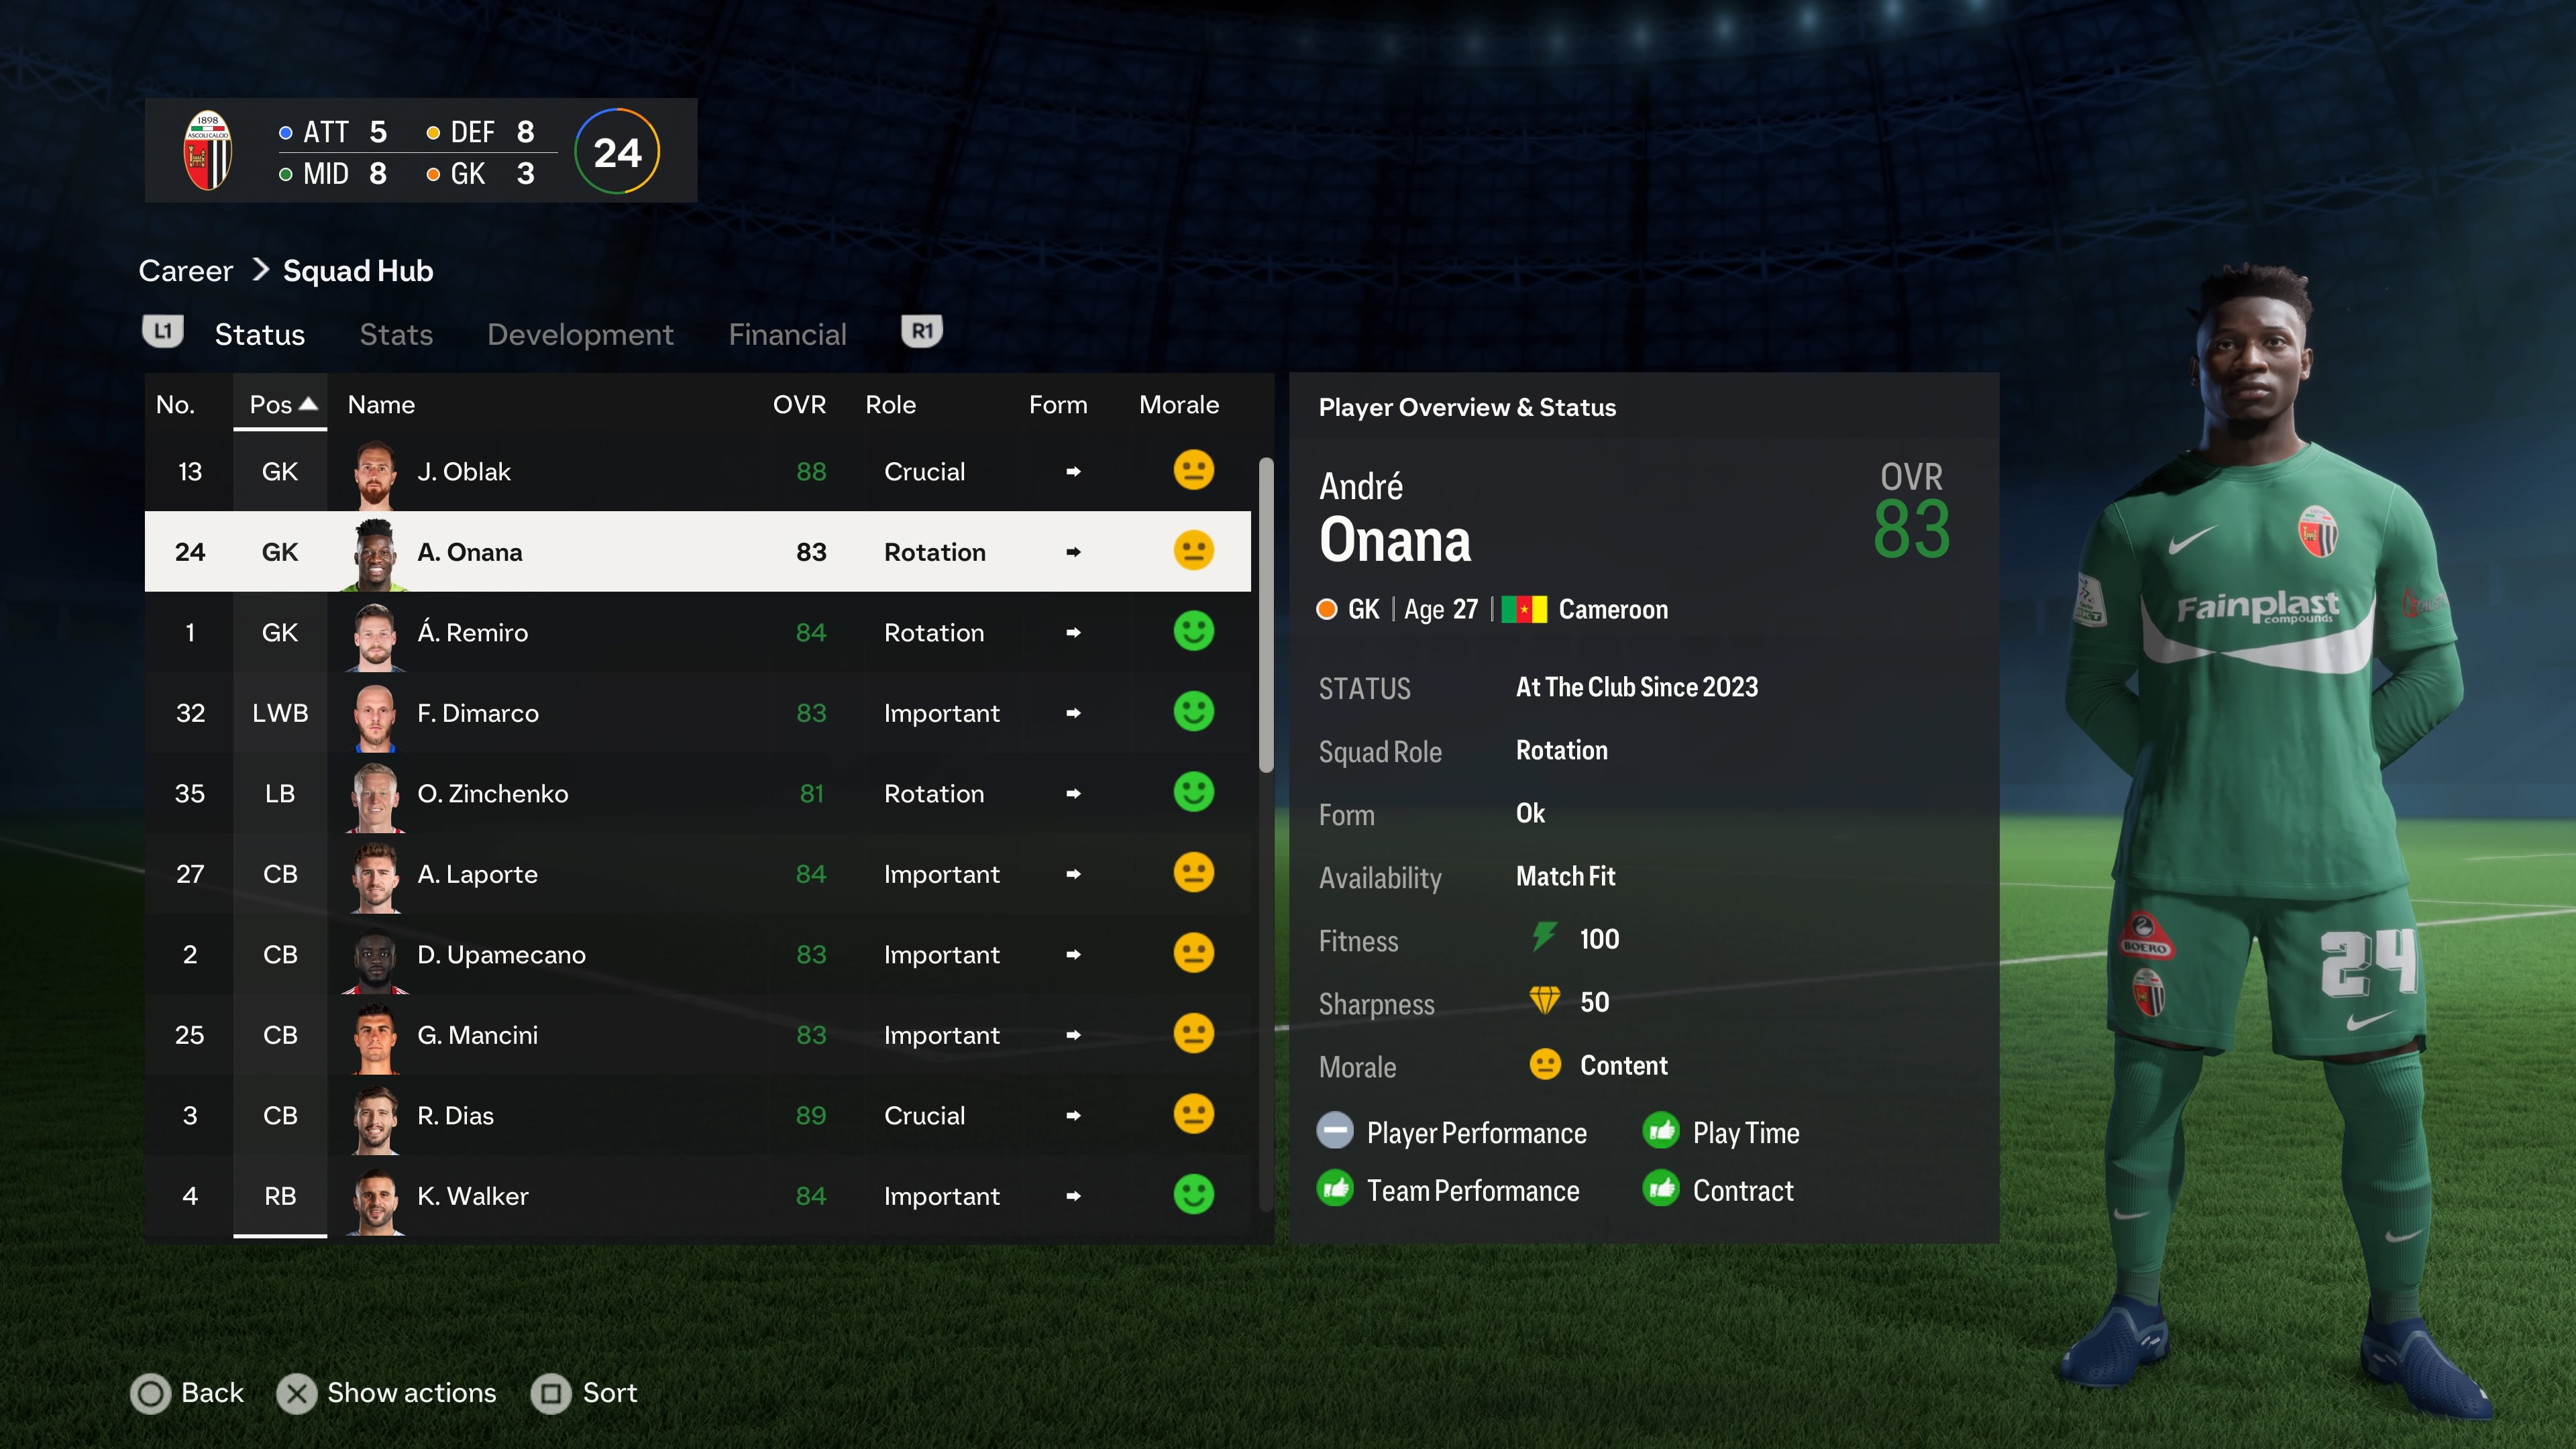 1898
ASCOLI CALCIO
ATT 5 DEF 8
MID 8 GK 3
24
Career > Squad Hub
L1 Status Stats Development Financial R1
No. Pos Name OVR Role Form Morale
13 GK J. Oblak 88 Crucial
24 GK A. Onana 83 Rotation
1 GK Á. Remiro 84 Rotation
32 LWB F. Dimarco 83 Important
35 LB O. Zinchenko 81 Rotation
27 CB A. Laporte 84 Important
2 CB D. Upamecano 83 Important
25 CB G. Mancini 83 Important
3 CB R. Dias 89 Crucial
4 RB K. Walker 84 Important
Player Overview & Status
André
Onana
OVR
83
GK | Age 27 | Cameroon
STATUS At The Club Since 2023
Squad Role Rotation
Form Ok
Availability Match Fit
Fitness 100
Sharpness 50
Morale Content
Player Performance Play Time
Team Performance Contract
Fainplast
compounds
BOERO
24
Back Show actions Sort